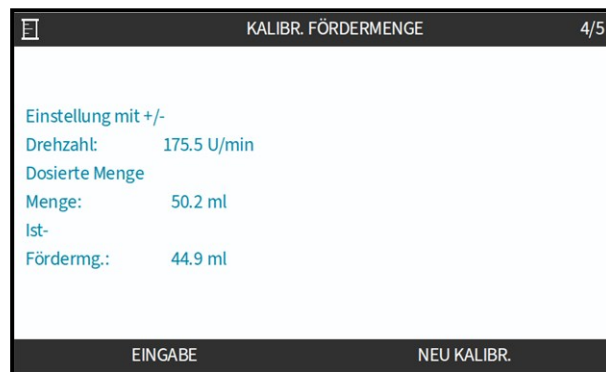 KALIBR. FÖRDERMENGE 4/5
Einstellung mit +/-
Drehzahl: 175.5 U/min
Dosierte Menge
Menge: 50.2 ml
Ist-
Fördermg.: 44.9 ml
EINGABE NEU KALIBR.